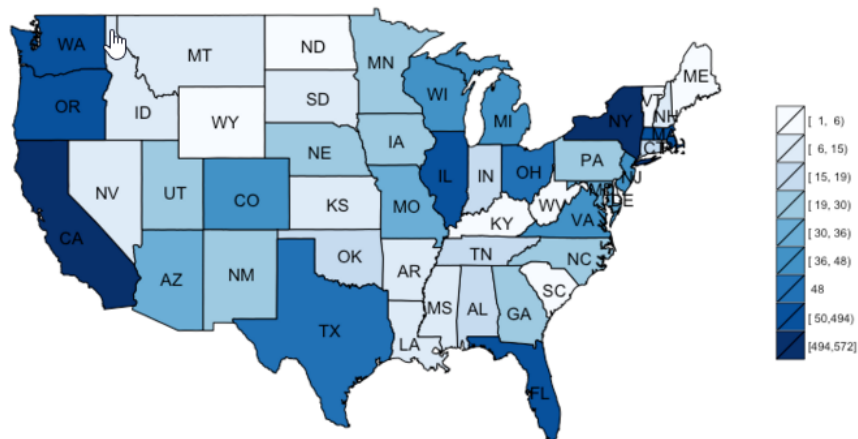 WA
MT
ND
MN
ME
OR
ID
SD
WI
VT
NH
WY
MI
NY
MA
CT
IA
NE
PA
NJ
NV
UT
CO
IL
IN
OH
DE
CA
KS
MO
WV
VA
KY
AZ
NM
OK
TN
NC
AR
SC
TX
MS
AL
GA
LA
FL
[ 1, 6)
[ 6, 15)
[ 15, 19)
[ 19, 30)
[ 30, 36)
[ 36, 48)
48
[ 50,494)
[494,572]